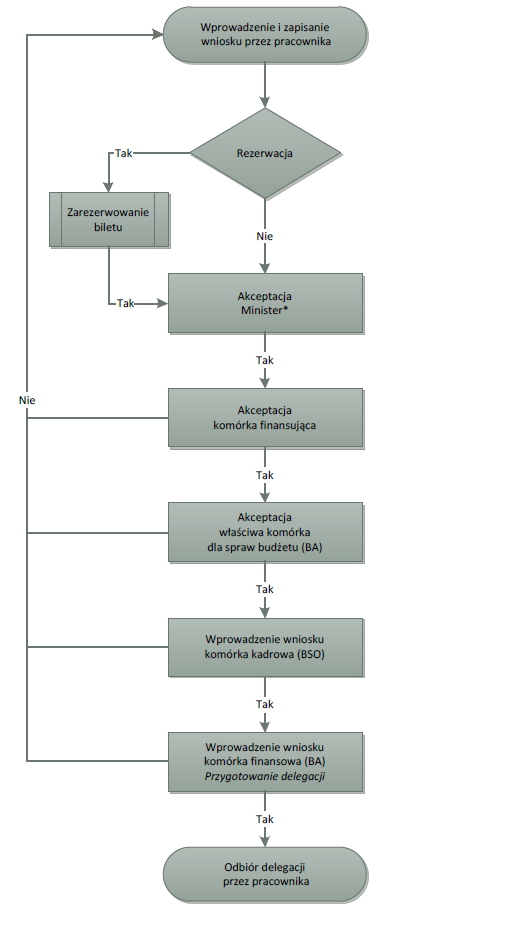 Wprowadzenie i zapisanie
wniosku przez pracownika
Rezerwacja
Tak
Zarezerwowanie
biletu
Nie
Tak
Akceptacja
Minister*
Tak
Nie
Akceptacja
komórka finansująca
Tak
Akceptacja
właściwa komórka
dla spraw budżetu (BA)
Tak
Wprowadzenie wniosku
komórka kadrowa (BSO)
Tak
Wprowadzenie wniosku
komórka finansowa (BA)
Przygotowanie delegacji
Tak
Odbiór delegacji
przez pracownika